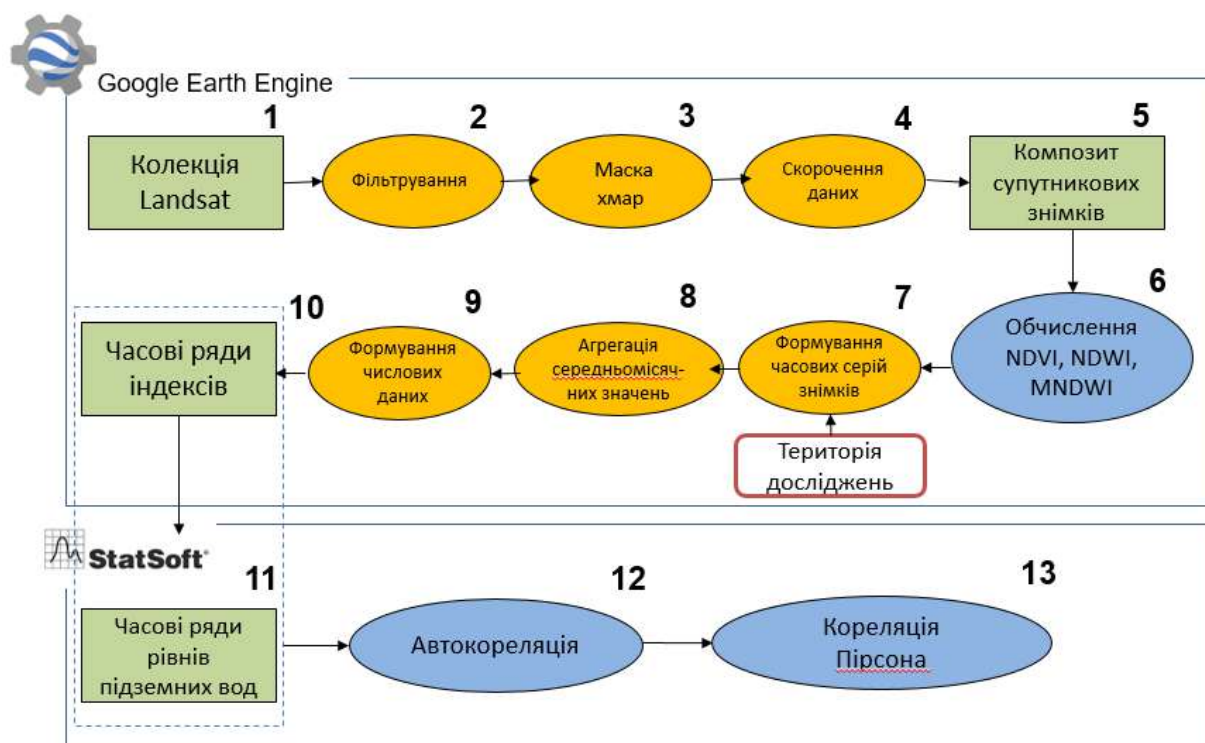 Google Earth Engine
1
2
3
4
5
Колекція
Landsat
Фільтрування
Маска
хмар
Скорочення
даних
Композит
супутникових
знімків
10
9
8
7
6
Часові ряди
індексів
Формування
числових
даних
Агрегація
середньомісяч-
них значень
Формування
часових серій
знімків
Обчислення
NDVI, NDWI,
MNDWI
Територія
досліджень
StatSoft®
11
12
13
Часові ряди
рівнів
підземних вод
Автокореляція
Кореляція
Пірсона